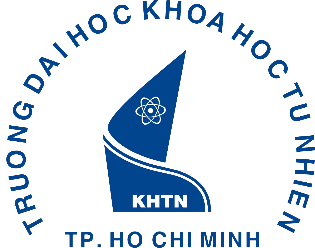 TRUONG DAI HOC KHOA HOC TU NHIEN
KHTN
TP. HO CHI MINH